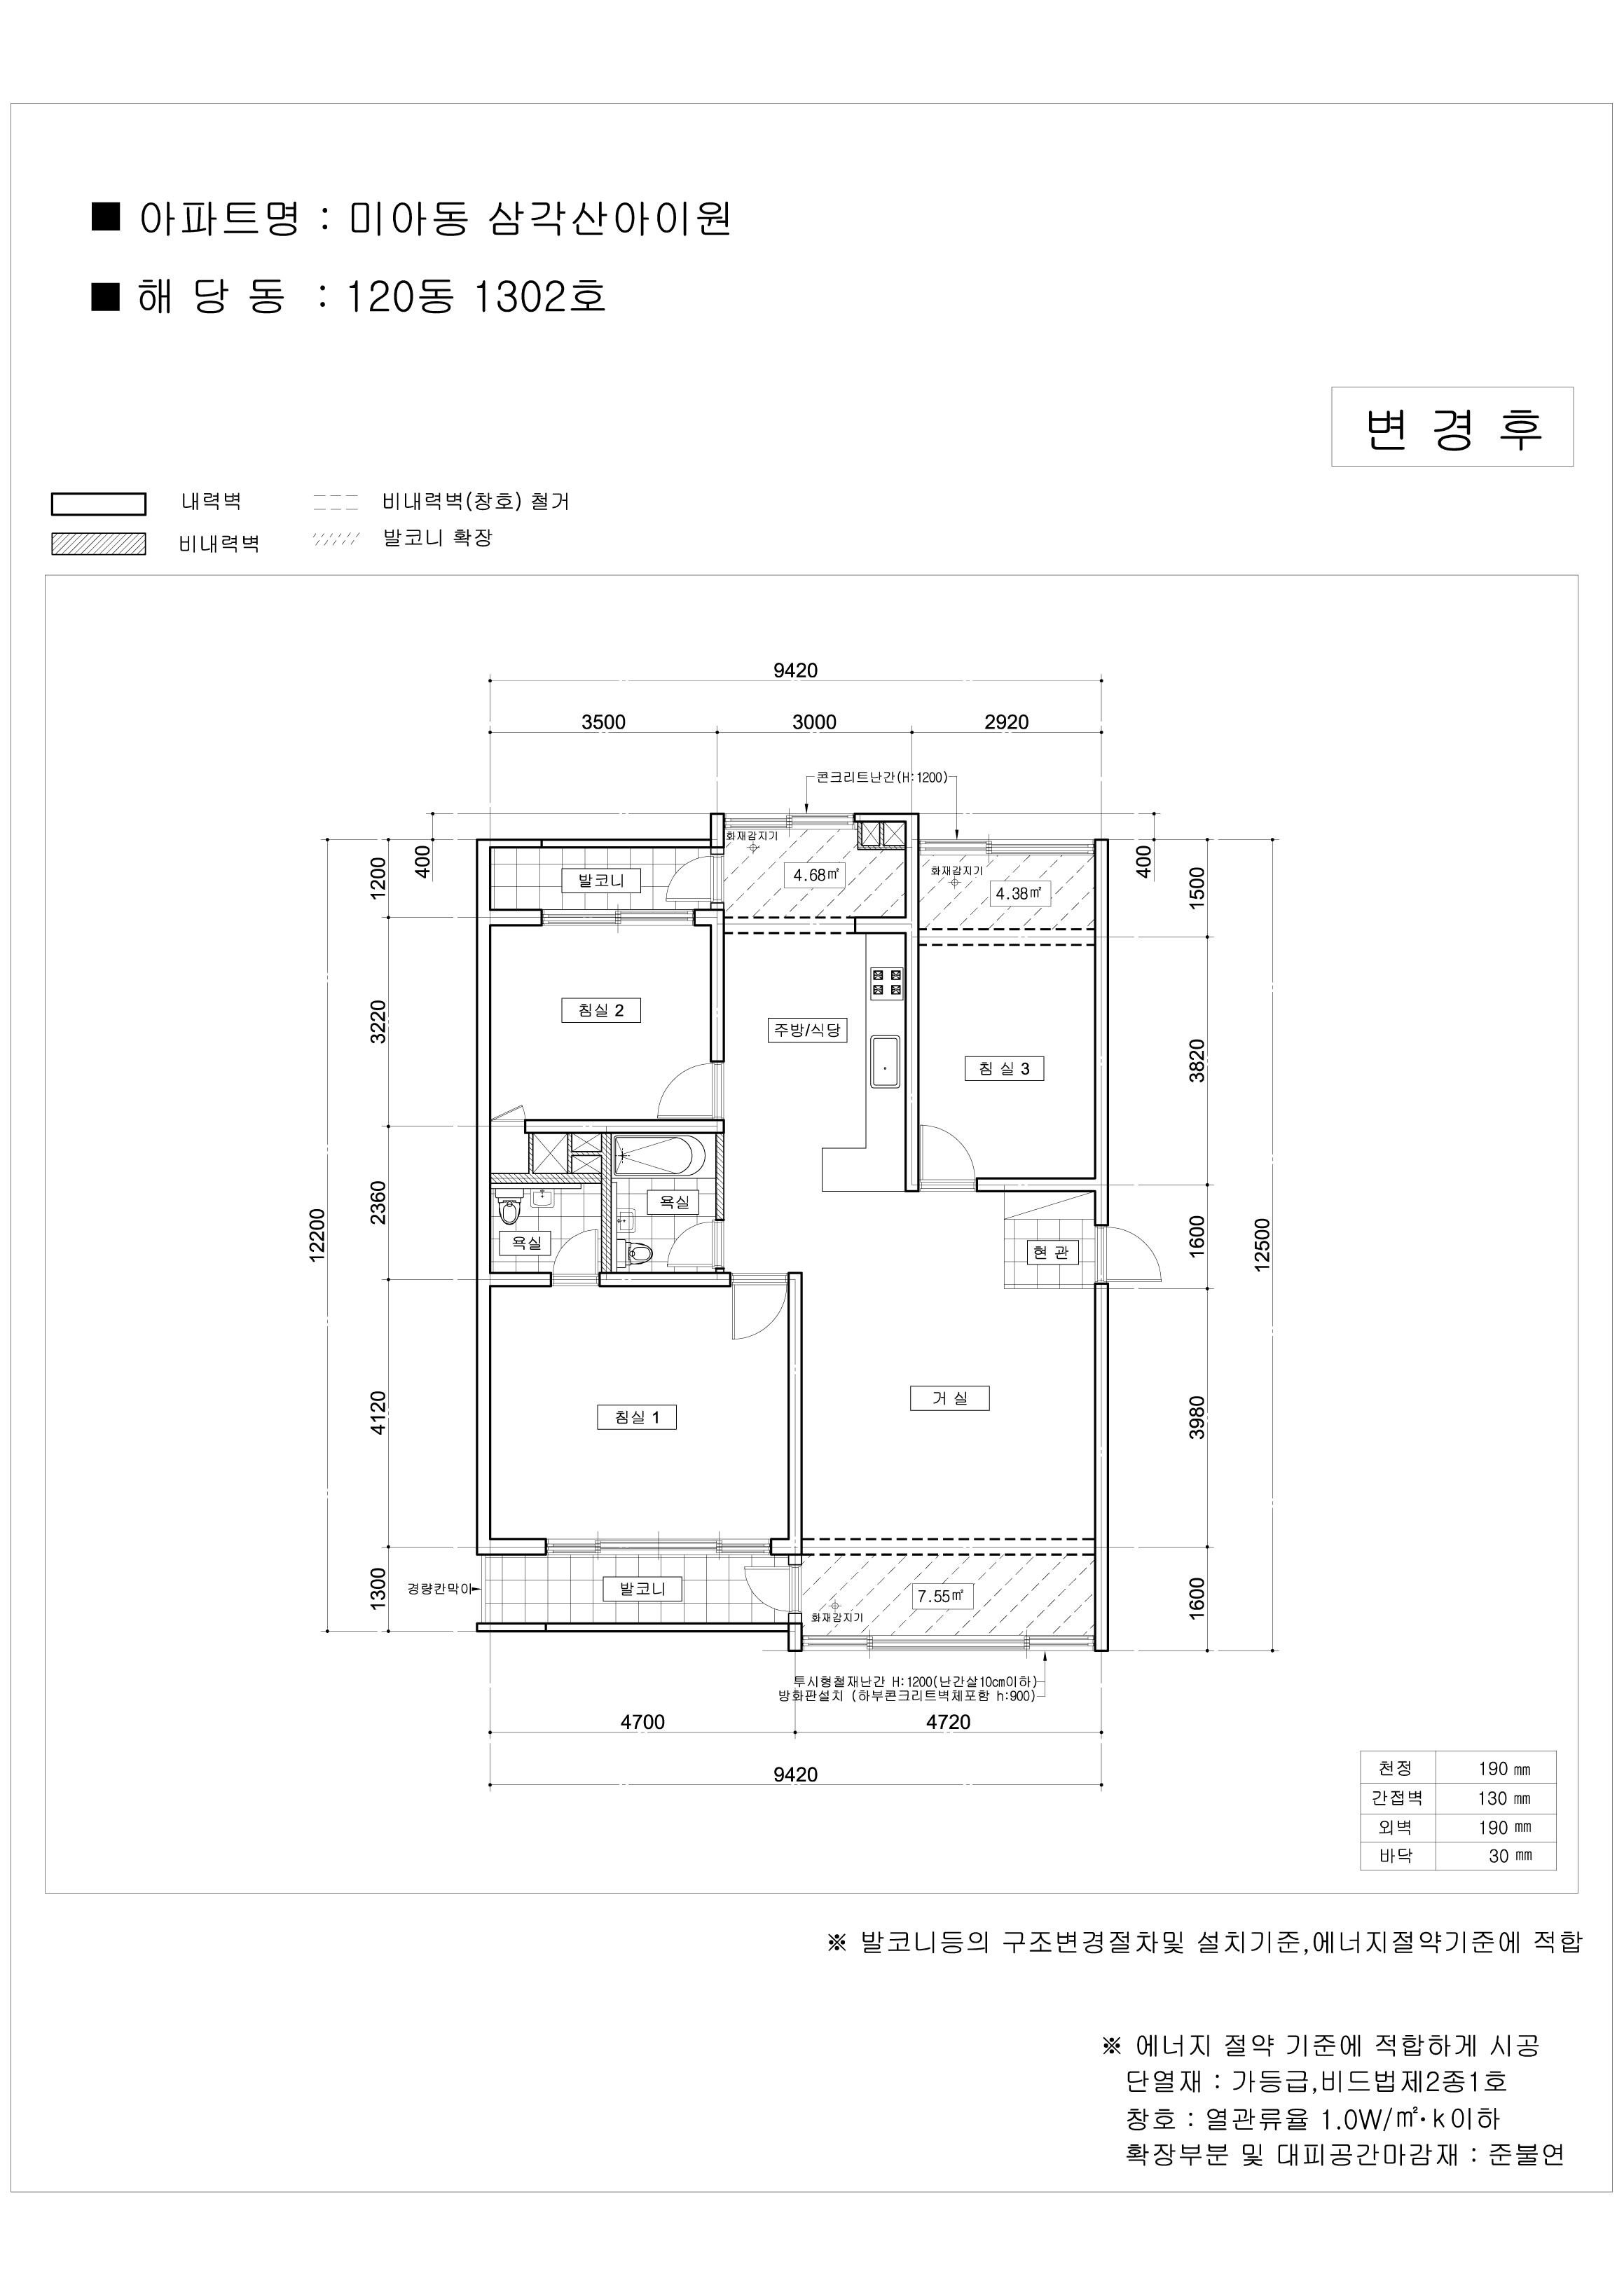 ■ 아파트명 : 미아동 삼각산아이원
■ 해 당 동 : 120동 1302호
변 경 후
내력벽
비내력벽(창호) 철거
비내력벽
발코니 확장
9420
3500
3000
2920
콘크리트난간(H:1200)
400
400
1200
3220
2360
4120
1300
12200
1500
3820
1600
3980
1600
12500
화재감지기
4.68㎡
화재감지기
4.38㎡
발코니
침실 2
주방/식당
침 실 3
욕실
욕실
현 관
거 실
침실 1
경량칸막이
발코니
7.55㎡
화재감지기
투시형철재난간 H:1200(난간살10cm이하)
방화판설치 (하부콘크리트벽체포함 h:900)
4700
4720
9420
천정 190 ㎜
간접벽 130 ㎜
외벽 190 ㎜
바닥 30 ㎜
※ 발코니등의 구조변경절차및 설치기준,에너지절약기준에 적합
※ 에너지 절약 기준에 적합하게 시공
단열재 : 가등급,비드법제2종1호
창호 : 열관류율 1.0W/㎡·k이하
확장부분 및 대피공간마감재 : 준불연